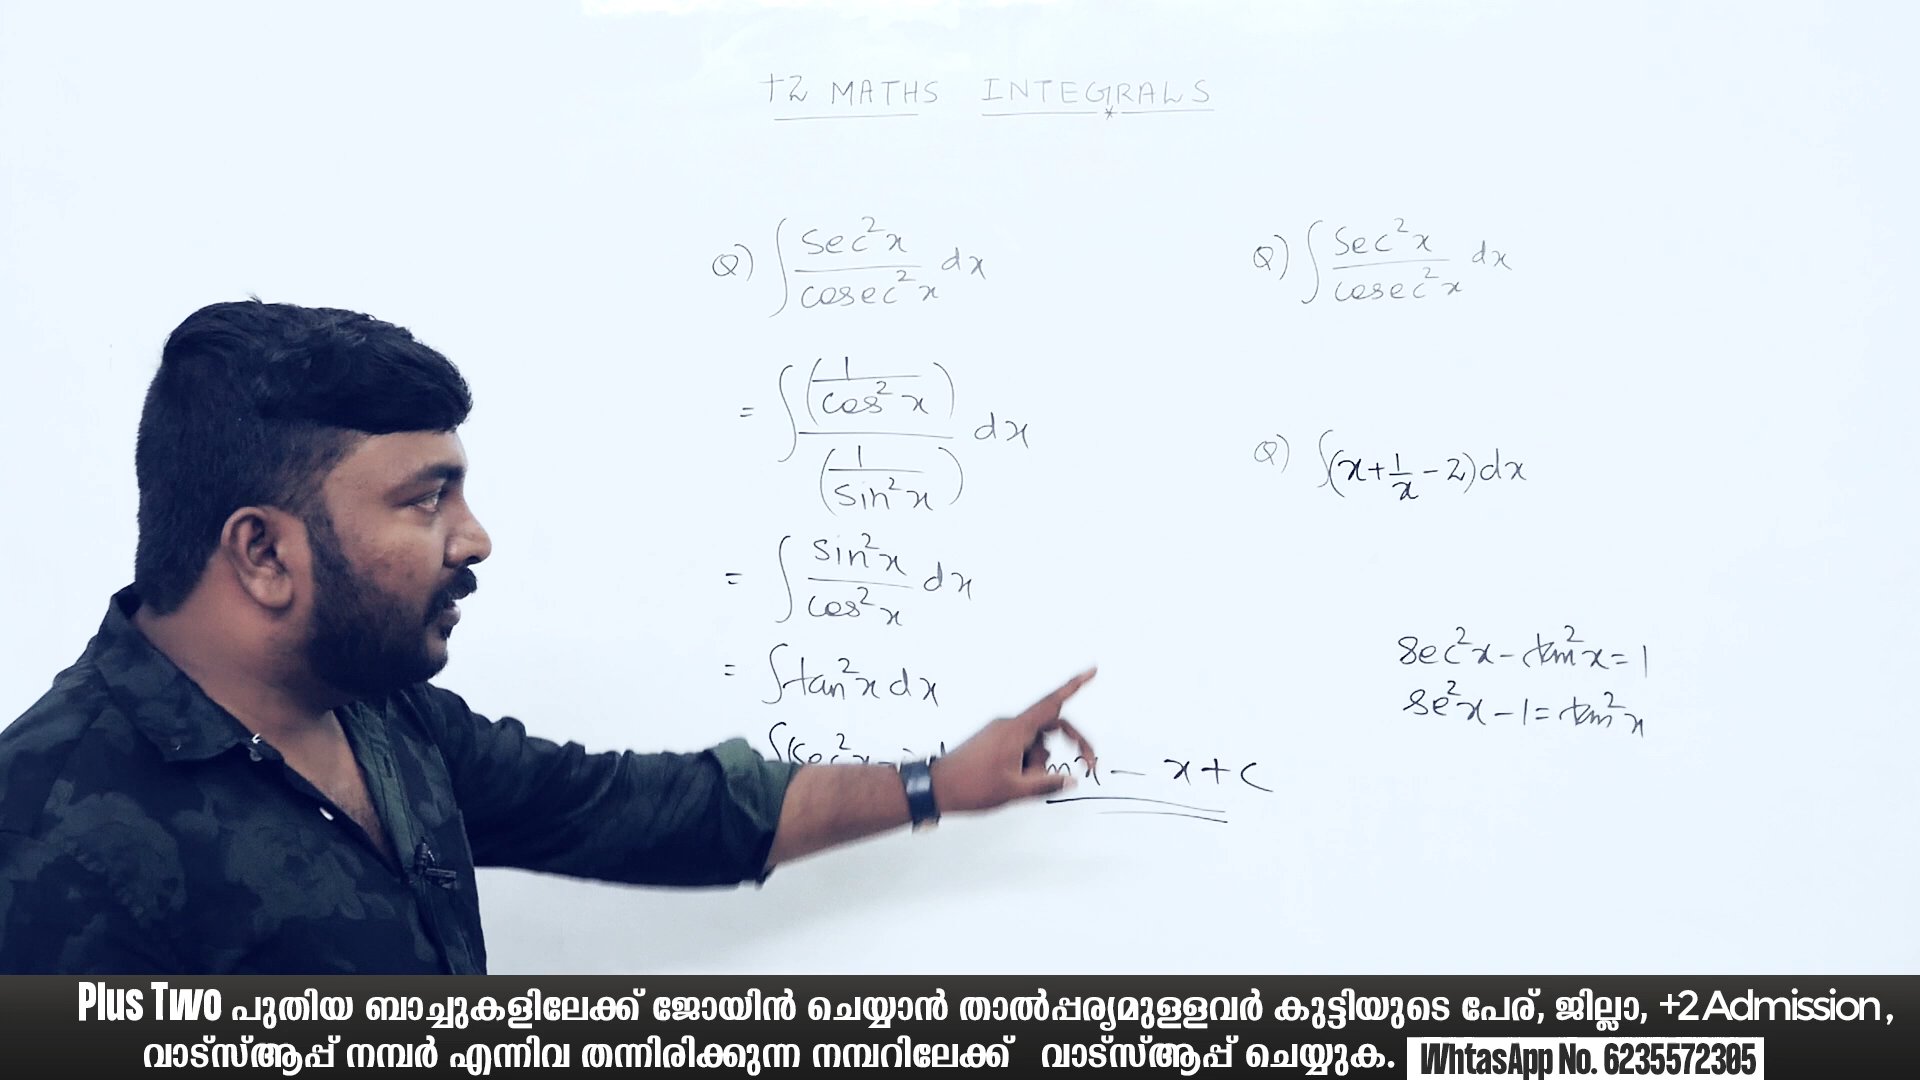 +2 MATHS INTEGRALS
Q) ∫ sec²x / cosec²x dx
= ∫ (1/cos²x) / (1/sin²x) dx
= ∫ sin²x / cos²x dx
= ∫tan²x dx
∫(sec²x -
x - x + c
Q) ∫ sec²x / cosec²x dx
Q) ∫(x + 1/x - 2)dx
sec²x - tan²x = 1
se²x - 1 = tan²x
Plus Two പുതിയ ബാച്ചുകളിലേക്ക് ജോയിൻ ചെയ്യാൻ താൽപ്പര്യമുള്ളവർ കുട്ടിയുടെ പേര്, ജില്ലാ, +2 Admission,
വാട്സ്ആപ്പ് നമ്പർ എന്നിവ തന്നിരിക്കുന്ന നമ്പറിലേക്ക് വാട്സ്ആപ്പ് ചെയ്യുക. WhtasApp No. 6235572305